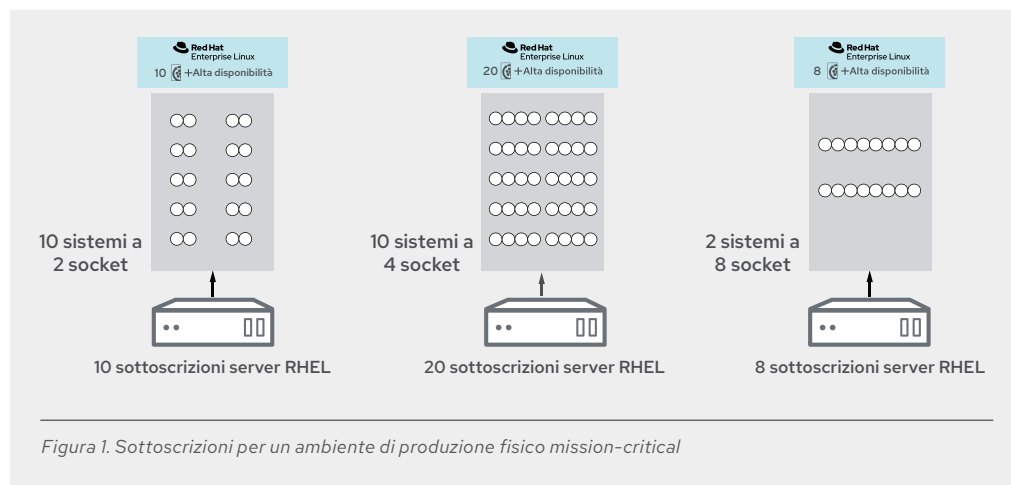 Red Hat
Enterprise Linux
10 +Alta disponibilità
Red Hat
Enterprise Linux
20 +Alta disponibilità
Red Hat
Enterprise Linux
8 +Alta disponibilità
10 sistemi a
2 socket
10 sistemi a
4 socket
2 sistemi a
8 socket
10 sottoscrizioni server RHEL
20 sottoscrizioni server RHEL
8 sottoscrizioni server RHEL
Figura 1. Sottoscrizioni per un ambiente di produzione fisico mission-critical